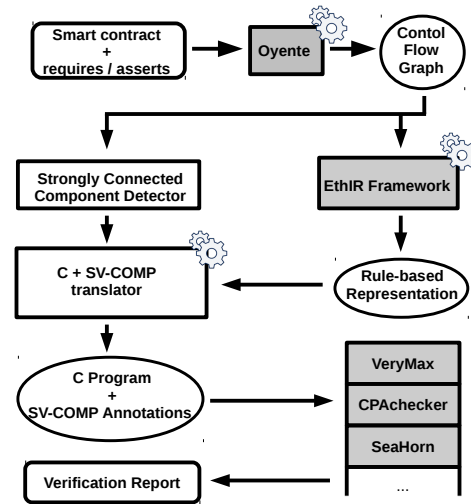 Smart contract
+
requires / asserts
Oyente
Contol
Flow
Graph
Strongly Connected
Component Detector
EthIR Framework
C + SV-COMP
translator
Rule-based
Representation
C Program
+
SV-COMP Annotations
VeryMax
CPAchecker
SeaHorn
...
Verification Report